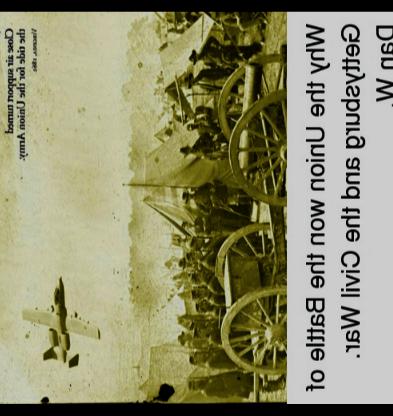 Close air support turned
the tide for the Union Army.
Why the Union won the Battle of
Gettysburg and the Civil War.
Dan W.